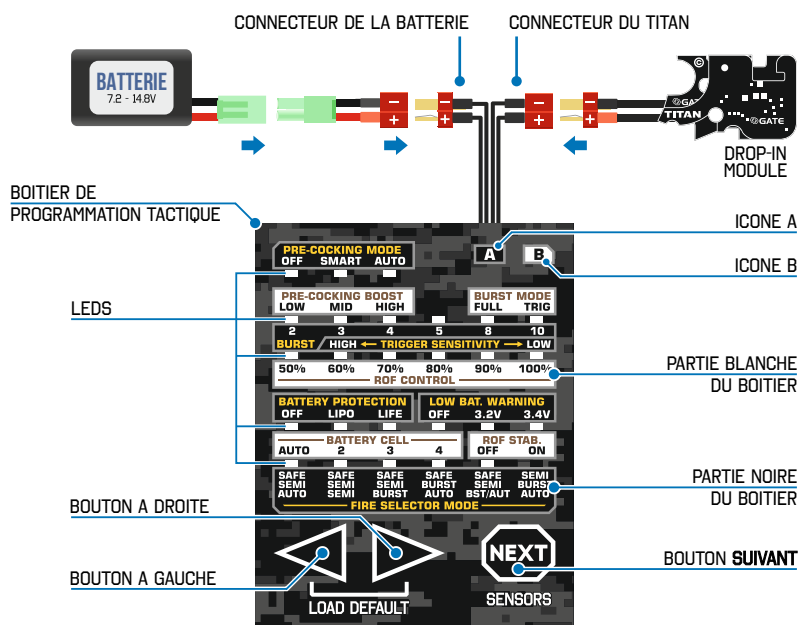 CONNECTEUR DE LA BATTERIE
CONNECTEUR DU TITAN
BATTERIE
7.2 - 14.8V
GATE
TITAN
GATE
DROP-IN
MODULE
BOITIER DE
PROGRAMMATION TACTIQUE
ICONE A
ICONE B
LEDS
PARTIE BLANCHE
DU BOITIER
PARTIE NOIRE
DU BOITIER
BOUTON A DROITE
BOUTON A GAUCHE
BOUTON SUIVANT
A
B
PRE-COCKING MODE
OFF SMART AUTO
PRE-COCKING BOOST
LOW MID HIGH
BURST MODE
FULL TRIG
2 3 4 5 8 10
BURST / HIGH ← TRIGGER SENSITIVITY → LOW
50% 60% 70% 80% 90% 100%
ROF CONTROL
BATTERY PROTECTION
OFF LIPO LIFE
LOW BAT. WARNING
OFF 3.2V 3.4V
BATTERY CELL
AUTO 2 3 4
ROF STAB.
OFF ON
SAFE SAFE SAFE SAFE SAFE SEMI
SEMI SEMI SEMI BURST SEMI BURST
AUTO SEMI BURST AUTO BST/AUT AUTO
FIRE SELECTOR MODE
NEXT
LOAD DEFAULT
SENSORS